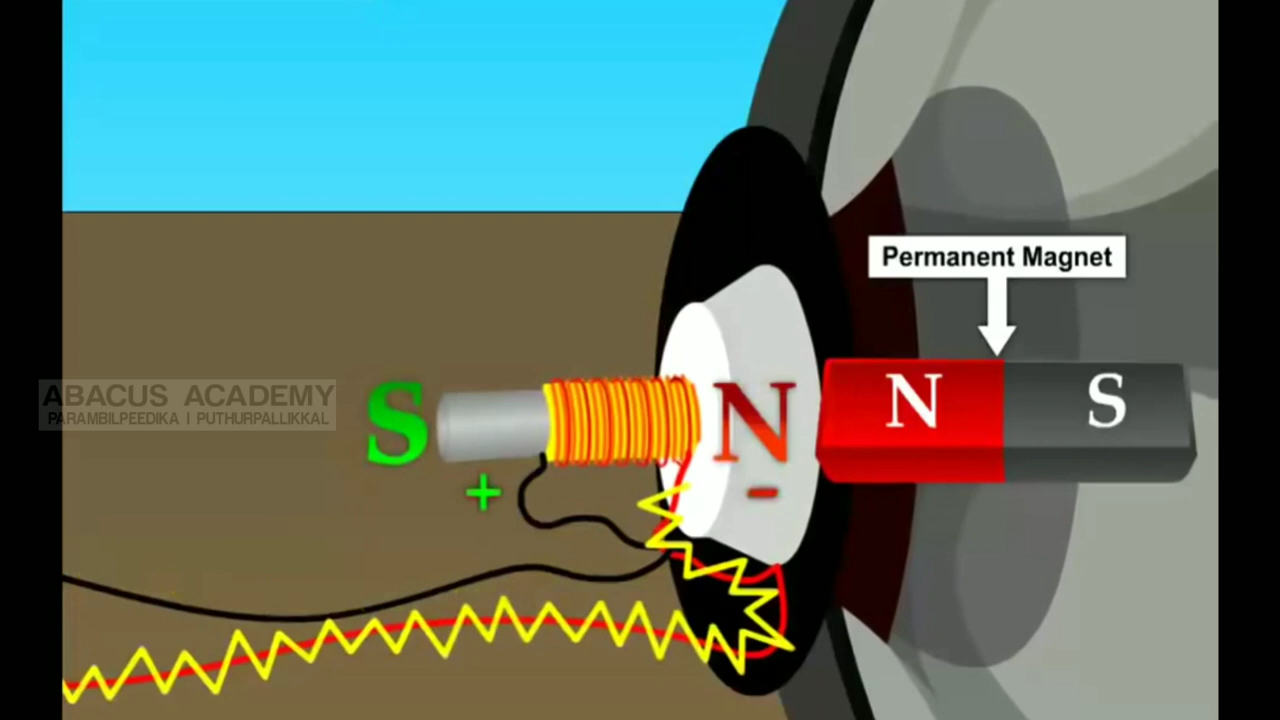 Permanent Magnet
N S
S N
+ -
ABACUS ACADEMY
PARAMBILPEEDIKA I PUTHURPALLIKKAL